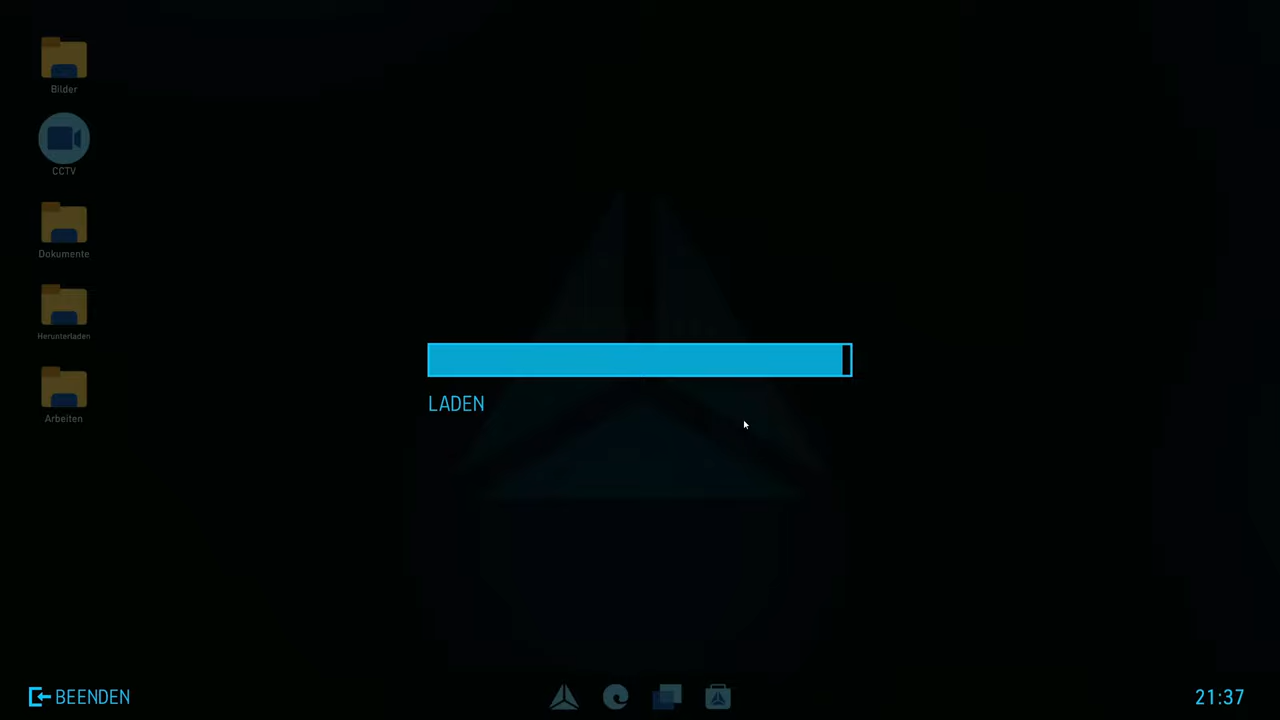 Bilder
CCTV
Dokumente
Herunterladen
Arbeiten
LADEN
BEENDEN
21:37